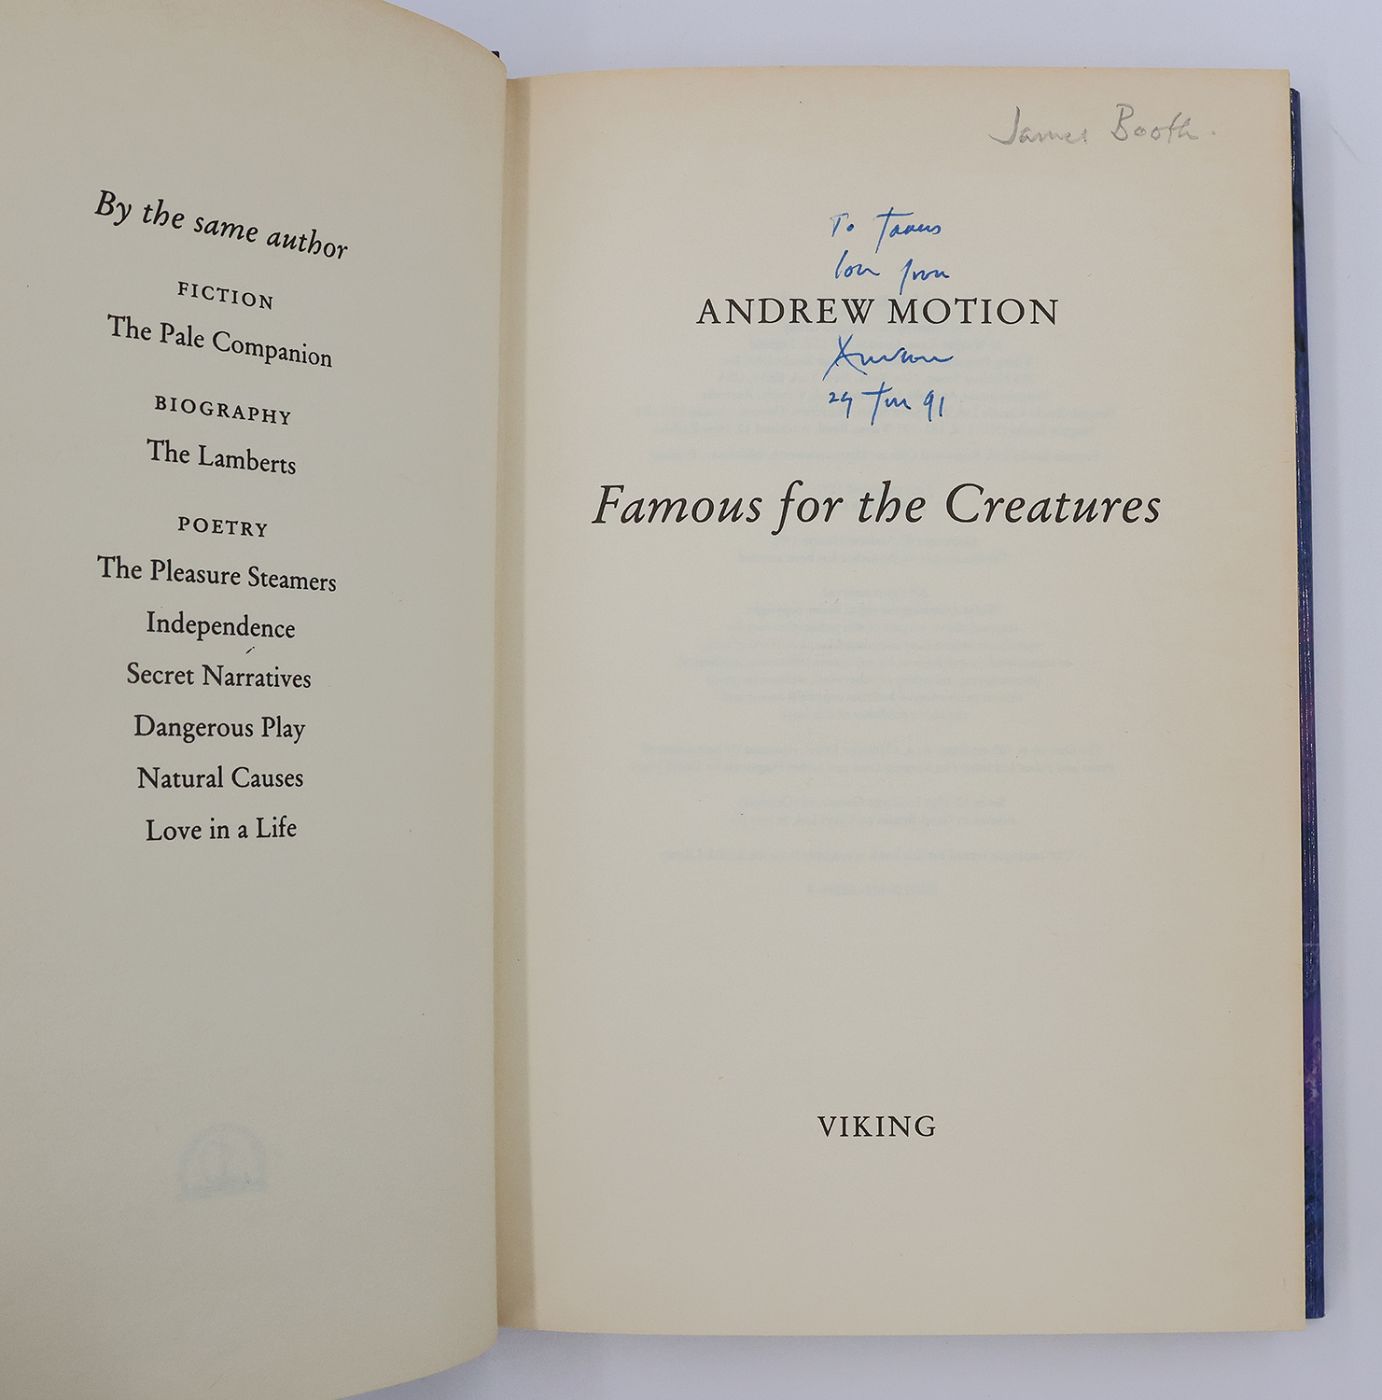 By the same author
FICTION
The Pale Companion
BIOGRAPHY
The Lamberts
POETRY
The Pleasure Steamers
Independence
Secret Narratives
Dangerous Play
Natural Causes
Love in a Life
James Booth.
To James
love from
ANDREW MOTION
Andrew
91
Famous for the Creatures
VIKING